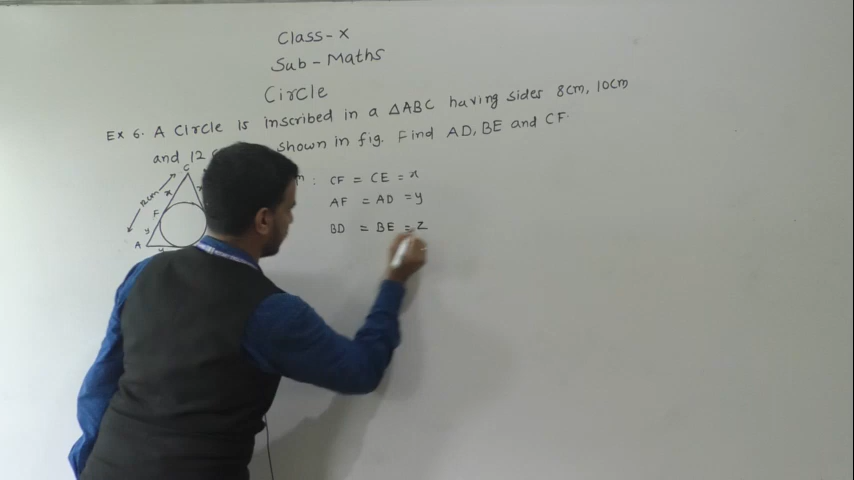 Class-X
Sub-Maths
Circle
Ex 6. A Circle is inscribed in a △ABC having sides 8cm, 10cm
and 12 shown in fig. Find AD, BE and CF.
C
12cm
x
x
F
y
A
y
: CF = CE = x
AF = AD = y
BD = BE = z